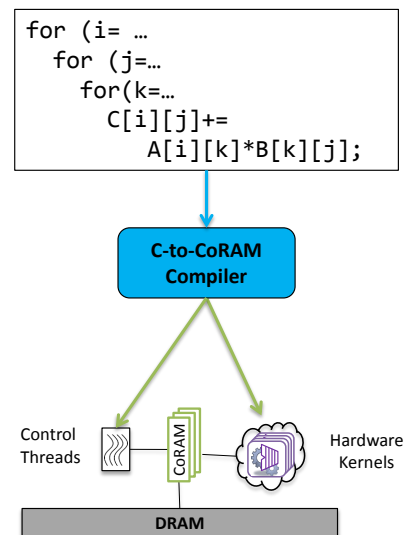 for (i= …
for (j=…
for(k=…
C[i][j]+=
A[i][k]*B[k][j];
C-to-CoRAM
Compiler
Control
Threads
CoRAM
Hardware
Kernels
DRAM